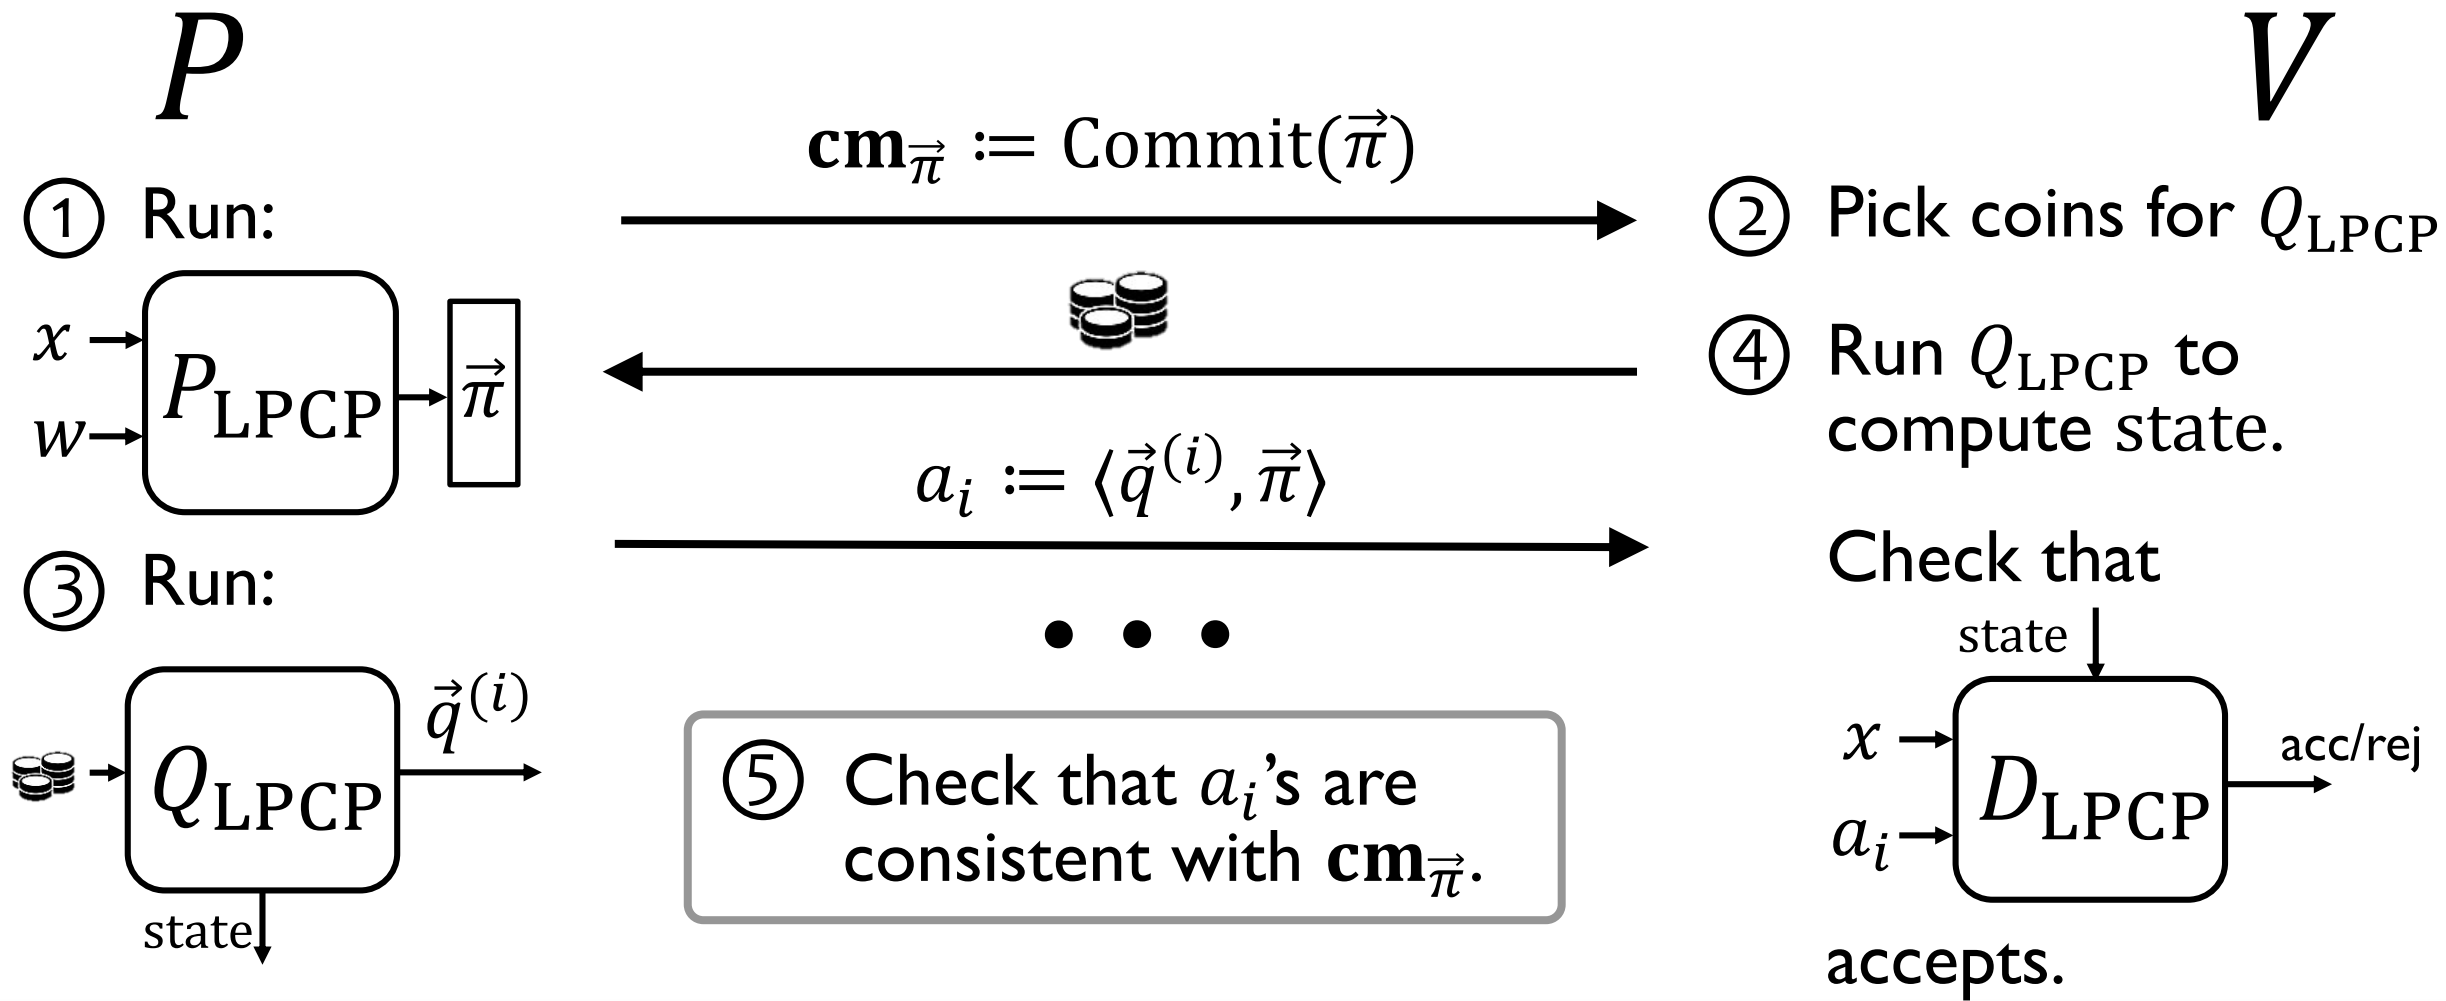 P
V
cm_π⃗ ≔ Commit(π⃗)
① Run:
② Pick coins for Q_LPCP
x
w
P_LPCP
π⃗
④ Run Q_LPCP to
compute state.
a_i ≔ ⟨q⃗^(i), π⃗⟩
③ Run:
Q_LPCP
q⃗^(i)
state
• • •
⑤ Check that a_i’s are
consistent with cm_π⃗.
Check that
state
x
a_i
D_LPCP
acc/rej
accepts.